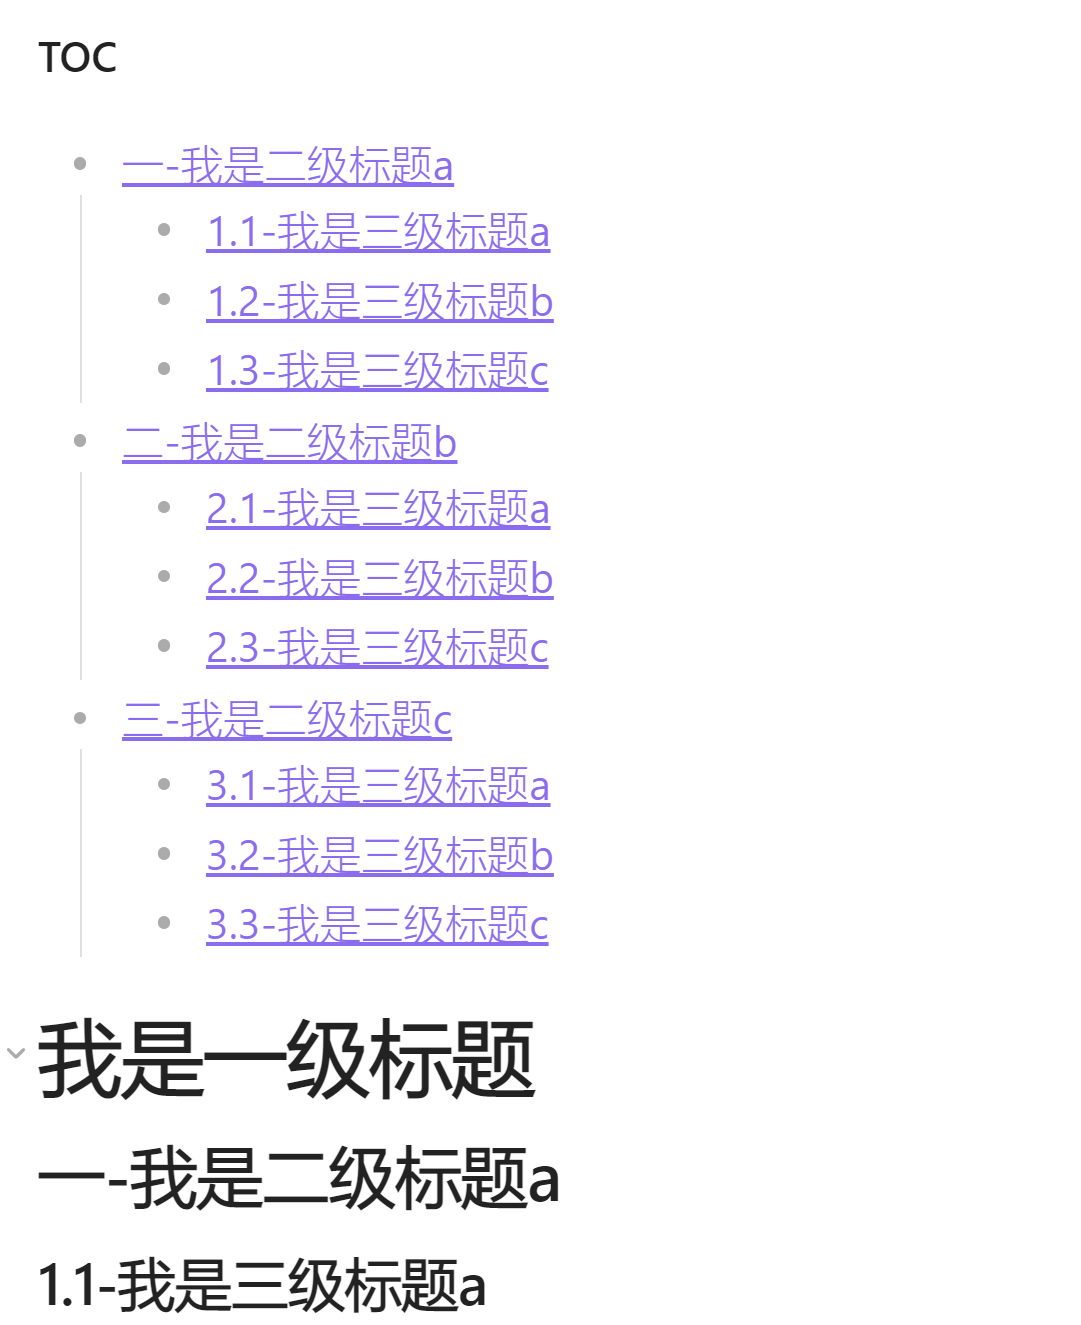 TOC
一-我是二级标题a
1.1-我是三级标题a
1.2-我是三级标题b
1.3-我是三级标题c
二-我是二级标题b
2.1-我是三级标题a
2.2-我是三级标题b
2.3-我是三级标题c
三-我是二级标题c
3.1-我是三级标题a
3.2-我是三级标题b
3.3-我是三级标题c
我是一级标题
一-我是二级标题a
1.1-我是三级标题a